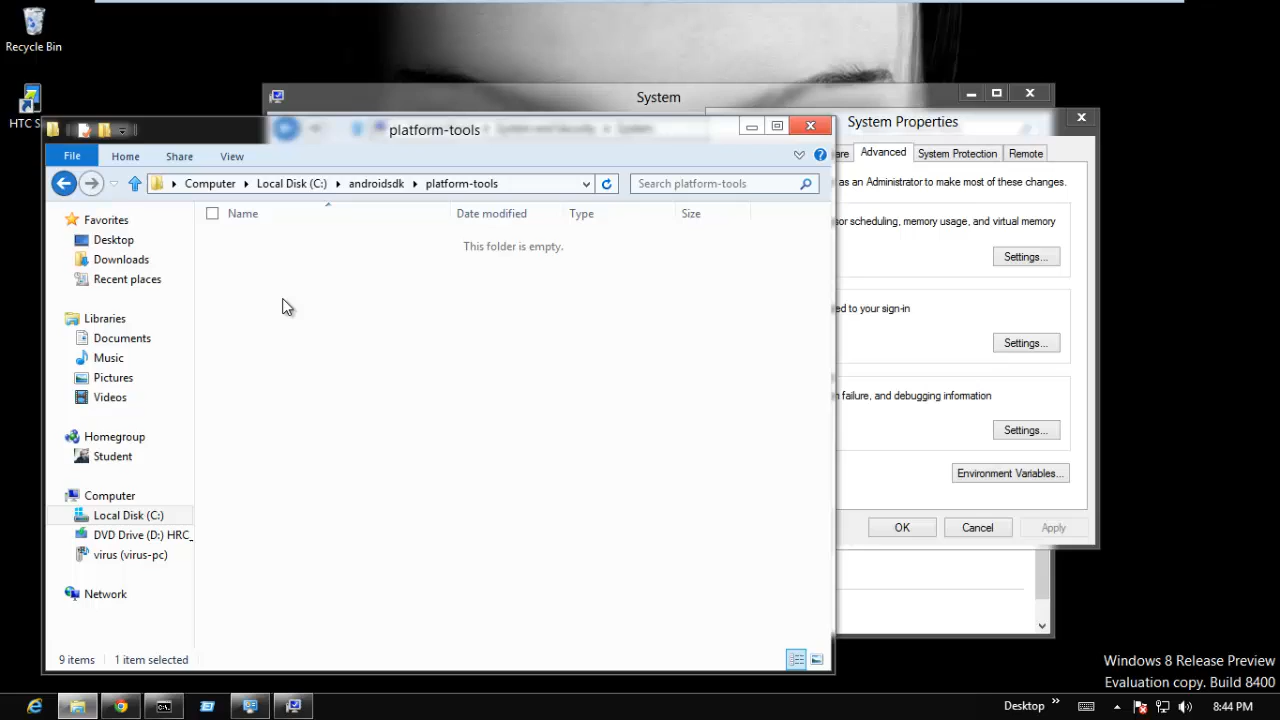 Recycle Bin
HTC S
System
System Properties
platform-tools
File
Home
Share
View
Computer
Local Disk (C:)
androidsdk
platform-tools
Search platform-tools
Name
Date modified
Type
Size
This folder is empty.
Favorites
Desktop
Downloads
Recent places
Libraries
Documents
Music
Pictures
Videos
Homegroup
Student
Computer
Local Disk (C:)
DVD Drive (D:) HRC_
virus (virus-pc)
Network
9 items
1 item selected
are
Advanced
System Protection
Remote
as an Administrator to make most of these changes.
sor scheduling, memory usage, and virtual memory
Settings...
ed to your sign-in
Settings...
failure, and debugging information
Settings...
Environment Variables...
OK
Cancel
Apply
Windows 8 Release Preview
Evaluation copy. Build 8400
Desktop
8:44 PM